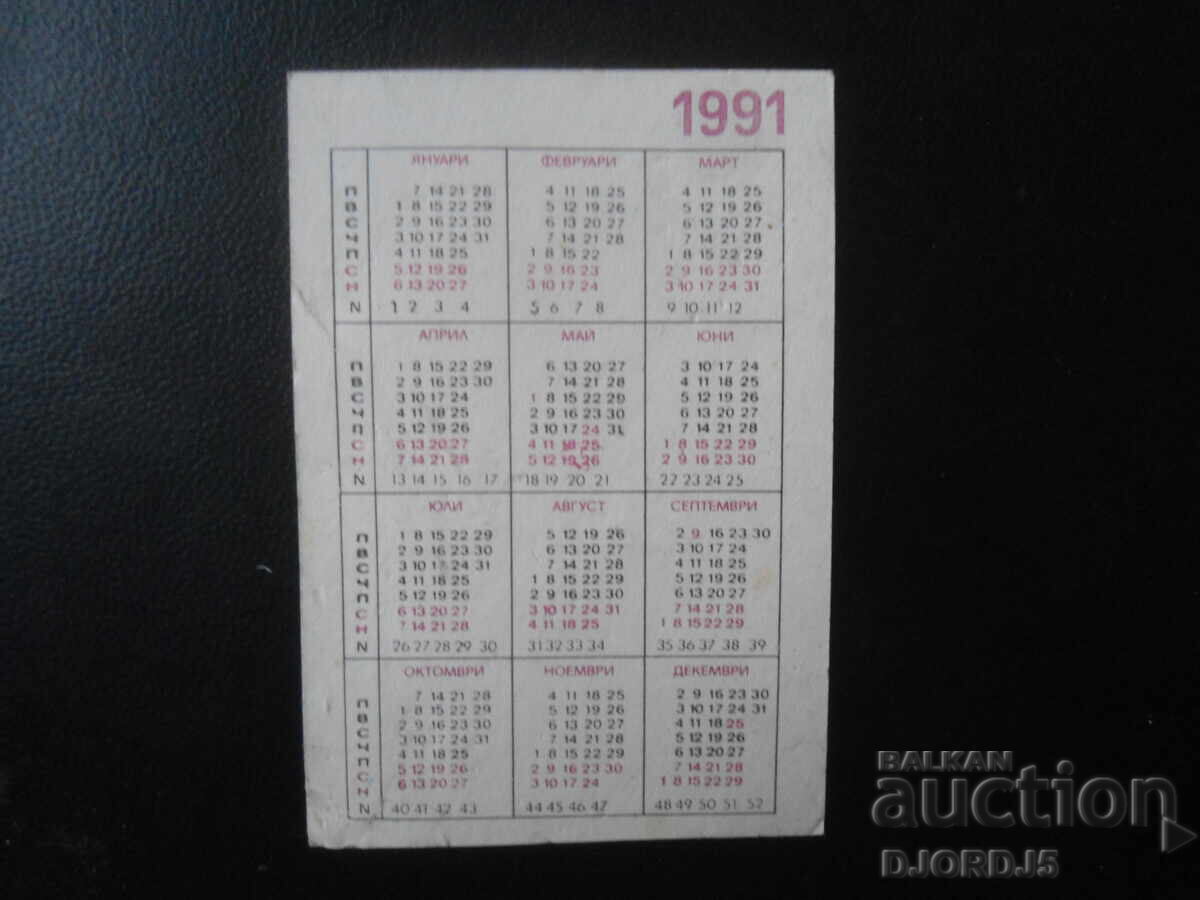 1991
ЯНУАРИ ФЕВРУАРИ МАРТ
П 7 14 21 28 4 11 18 25 4 11 18 25
В 1 8 15 22 29 5 12 19 26 5 12 19 26
С 2 9 16 23 30 6 13 20 27 6 13 20 27
Ч 3 10 17 24 31 7 14 21 28 7 14 21 28
П 4 11 18 25 1 8 15 22 1 8 15 22 29
С 5 12 19 26 2 9 16 23 2 9 16 23 30
Н 6 13 20 27 3 10 17 24 3 10 17 24 31
N 1 2 3 4 5 6 7 8 9 10 11 12
АПРИЛ МАЙ ЮНИ
П 1 8 15 22 29 6 13 20 27 3 10 17 24
В 2 9 16 23 30 7 14 21 28 4 11 18 25
С 3 10 17 24 1 8 15 22 29 5 12 19 26
Ч 4 11 18 25 2 9 16 23 30 6 13 20 27
П 5 12 19 26 3 10 17 24 31 7 14 21 28
С 6 13 20 27 4 11 18 25 1 8 15 22 29
Н 7 14 21 28 5 12 19 26 2 9 16 23 30
N 13 14 15 16 17 18 19 20 21 22 23 24 25
ЮЛИ АВГУСТ СЕПТЕМВРИ
П 1 8 15 22 29 5 12 19 26 2 9 16 23 30
В 2 9 16 23 30 6 13 20 27 3 10 17 24
С 3 10 17 24 31 7 14 21 28 4 11 18 25
Ч 4 11 18 25 1 8 15 22 29 5 12 19 26
П 5 12 19 26 2 9 16 23 30 6 13 20 27
С 6 13 20 27 3 10 17 24 31 7 14 21 28
Н 7 14 21 28 4 11 18 25 1 8 15 22 29
N 26 27 28 29 30 31 32 33 34 35 36 37 38 39
ОКТОМВРИ НОЕМВРИ ДЕКЕМВРИ
П 7 14 21 28 4 11 18 25 2 9 16 23 30
В 1 8 15 22 29 5 12 19 26 3 10 17 24 31
С 2 9 16 23 30 6 13 20 27 4 11 18 25
Ч 3 10 17 24 31 7 14 21 28 5 12 19 26
П 4 11 18 25 1 8 15 22 29 6 13 20 27
С 5 12 19 26 2 9 16 23 30 7 14 21 28
Н 6 13 20 27 3 10 17 24 1 8 15 22 29
N 40 41 42 43 44 45 46 47 48 49 50 51 52
BALKAN
auction
DJORDJ5